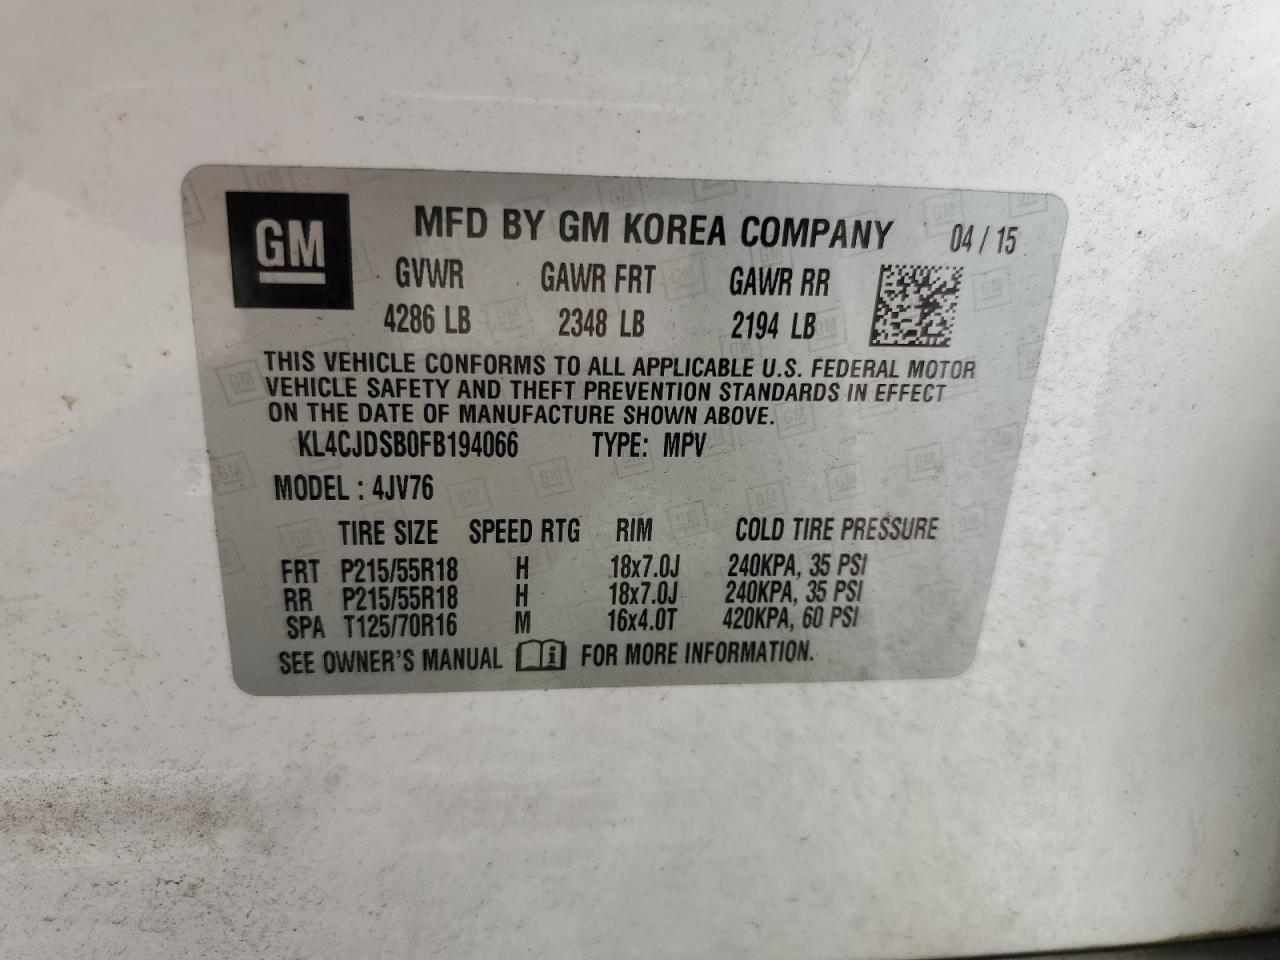 GM
MFD BY GM KOREA COMPANY 04 / 15
GVWR GAWR FRT GAWR RR
4286 LB 2348 LB 2194 LB
THIS VEHICLE CONFORMS TO ALL APPLICABLE U.S. FEDERAL MOTOR
VEHICLE SAFETY AND THEFT PREVENTION STANDARDS IN EFFECT
ON THE DATE OF MANUFACTURE SHOWN ABOVE.
KL4CJDSB0FB194066 TYPE: MPV
MODEL : 4JV76
TIRE SIZE SPEED RTG RIM COLD TIRE PRESSURE
FRT P215/55R18 H 18x7.0J 240KPA, 35 PSI
RR P215/55R18 H 18x7.0J 240KPA, 35 PSI
SPA T125/70R16 M 16x4.0T 420KPA, 60 PSI
SEE OWNER'S MANUAL i FOR MORE INFORMATION.